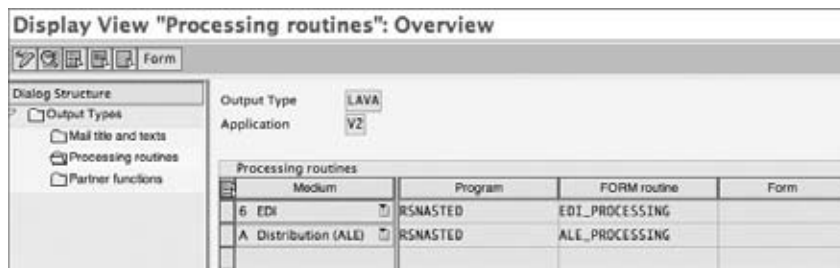 Display View "Processing routines": Overview
Form
Dialog Structure
Output Types
Mail title and texts
Processing routines
Partner functions
Output Type LAVA
Application V2
Processing routines
Medium Program FORM routine Form
6 EDI RSNASTED EDI_PROCESSING
A Distribution (ALE) RSNASTED ALE_PROCESSING